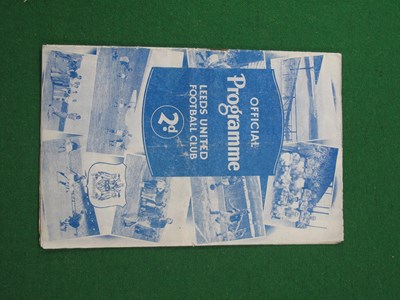 OFFICIAL
Programme
LEEDS UNITED
FOOTBALL CLUB
2d